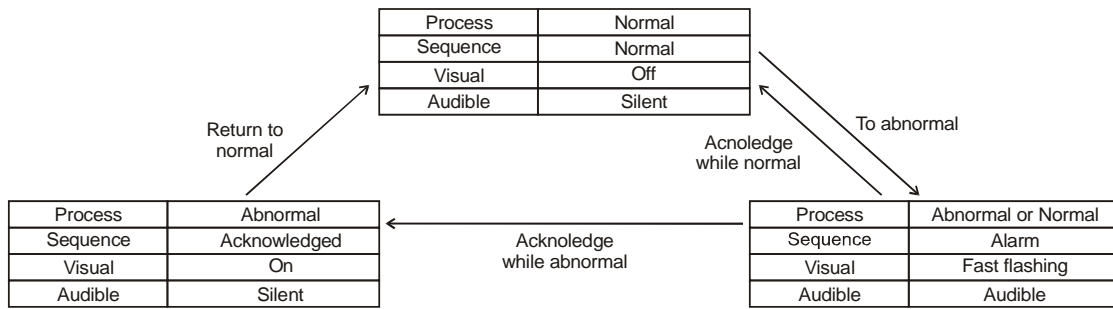 Process Normal
Sequence Normal
Visual Off
Audible Silent
Return to
normal
To abnormal
Acnoledge
while normal
Process Abnormal
Sequence Acknowledged
Visual On
Audible Silent
Acknoledge
while abnormal
Process Abnormal or Normal
Sequence Alarm
Visual Fast flashing
Audible Audible